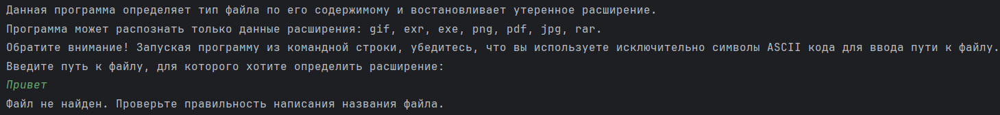 Данная программа определяет тип файла по его содержимому и востановливает утеренное расширение.
Программа может распознать только данные расширения: gif, exr, exe, png, pdf, jpg, rar.
Обратите внимание! Запуская программу из командной строки, убедитесь, что вы используете исключительно символы ASCII кода для ввода пути к файлу.
Введите путь к файлу, для которого хотите определить расширение:
Привет
Файл не найден. Проверьте правильность написания названия файла.